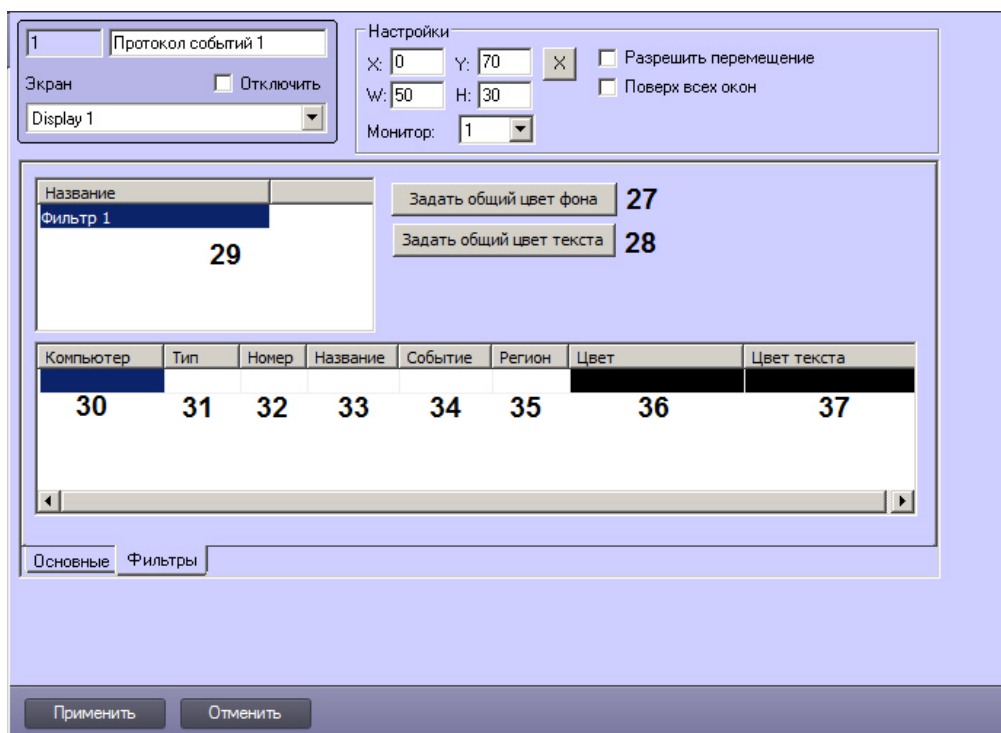 1 Протокол событий 1
Экран Отключить
Display 1
Настройки
X: 0 Y: 70 X Разрешить перемещение
W: 50 H: 30 Поверх всех окон
Монитор: 1
Название
Фильтр 1
29
Задать общий цвет фона 27
Задать общий цвет текста 28
Компьютер Тип Номер Название Событие Регион Цвет Цвет текста
30 31 32 33 34 35 36 37
Основные Фильтры
Применить Отменить